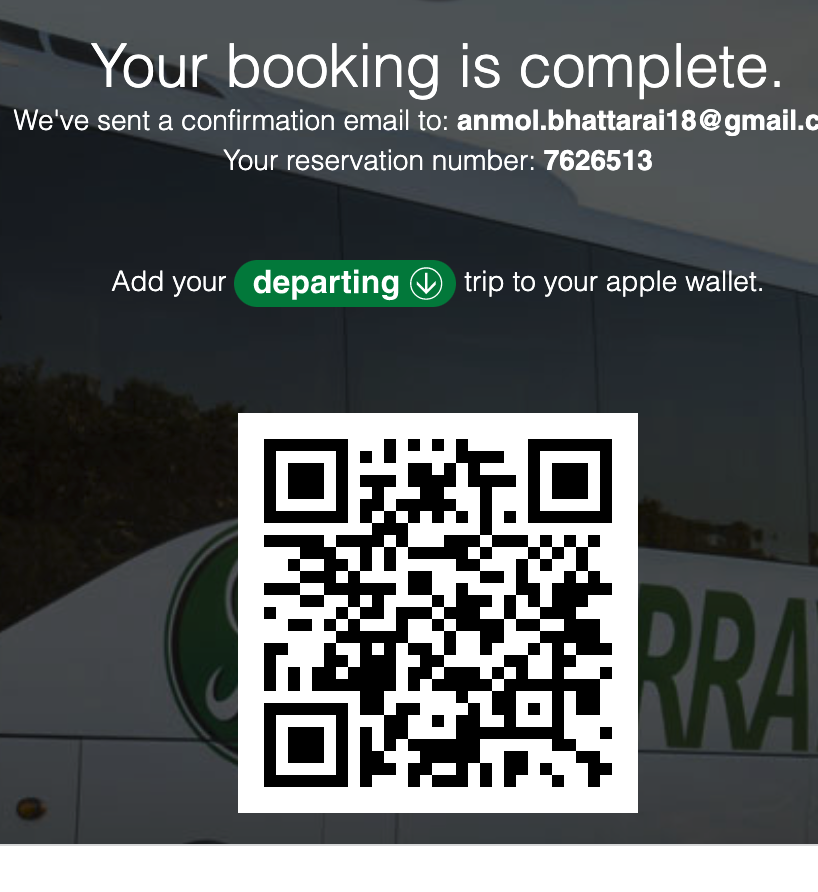 Your booking is complete.
We've sent a confirmation email to: anmol.bhattarai18@gmail.c
Your reservation number: 7626513
Add your departing trip to your apple wallet.
RRA